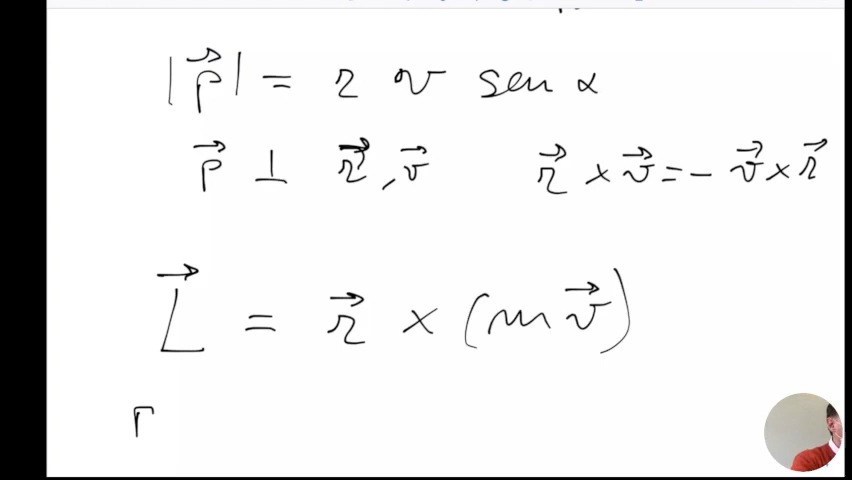 |p⃗| = r v sen α
p⃗ ⊥ r⃗, v⃗ r⃗ × v⃗ = − v⃗ × r⃗
L⃗ = r⃗ × (m v⃗)
Γ